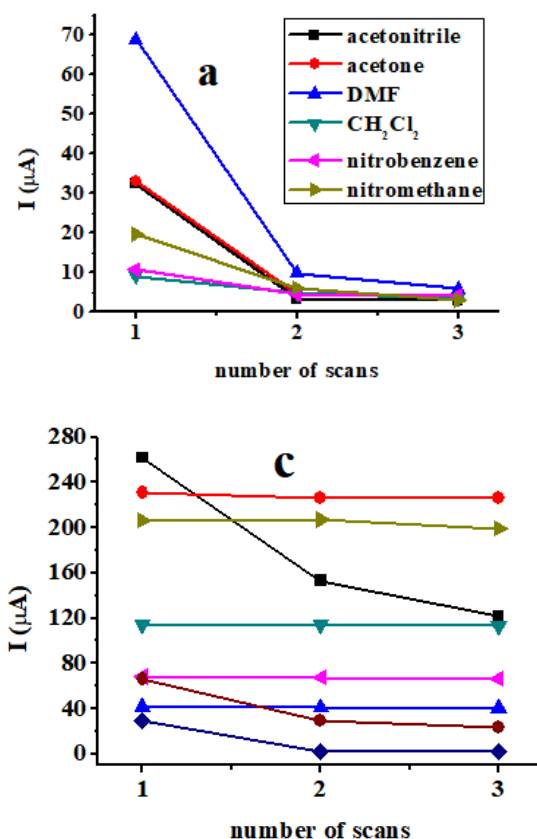 a
70
60
50
40
30
20
10
0
I (μA)
acetonitrile
acetone
DMF
CH₂Cl₂
nitrobenzene
nitromethane
1 2 3
number of scans
c
280
240
200
160
120
80
40
0
I (μA)
1 2 3
number of scans